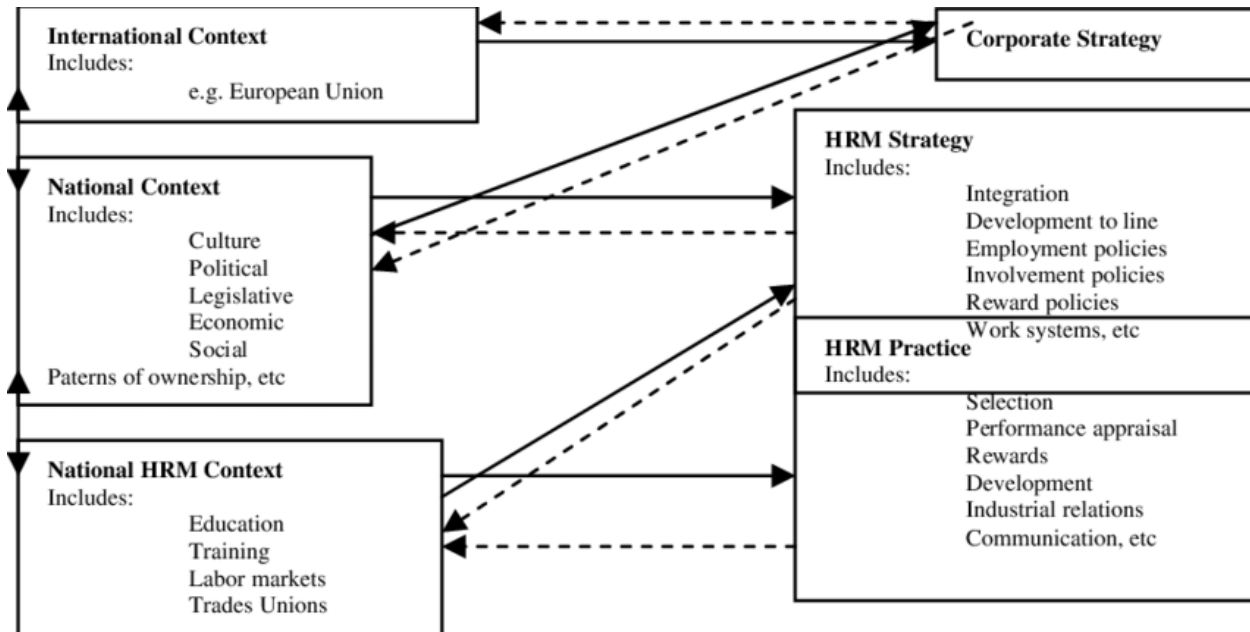 International Context
Includes:
e.g. European Union
National Context
Includes:
Culture
Political
Legislative
Economic
Social
Paterns of ownership, etc
National HRM Context
Includes:
Education
Training
Labor markets
Trades Unions
Corporate Strategy
HRM Strategy
Includes:
Integration
Development to line
Employment policies
Involvement policies
Reward policies
Work systems, etc
HRM Practice
Includes:
Selection
Performance appraisal
Rewards
Development
Industrial relations
Communication, etc